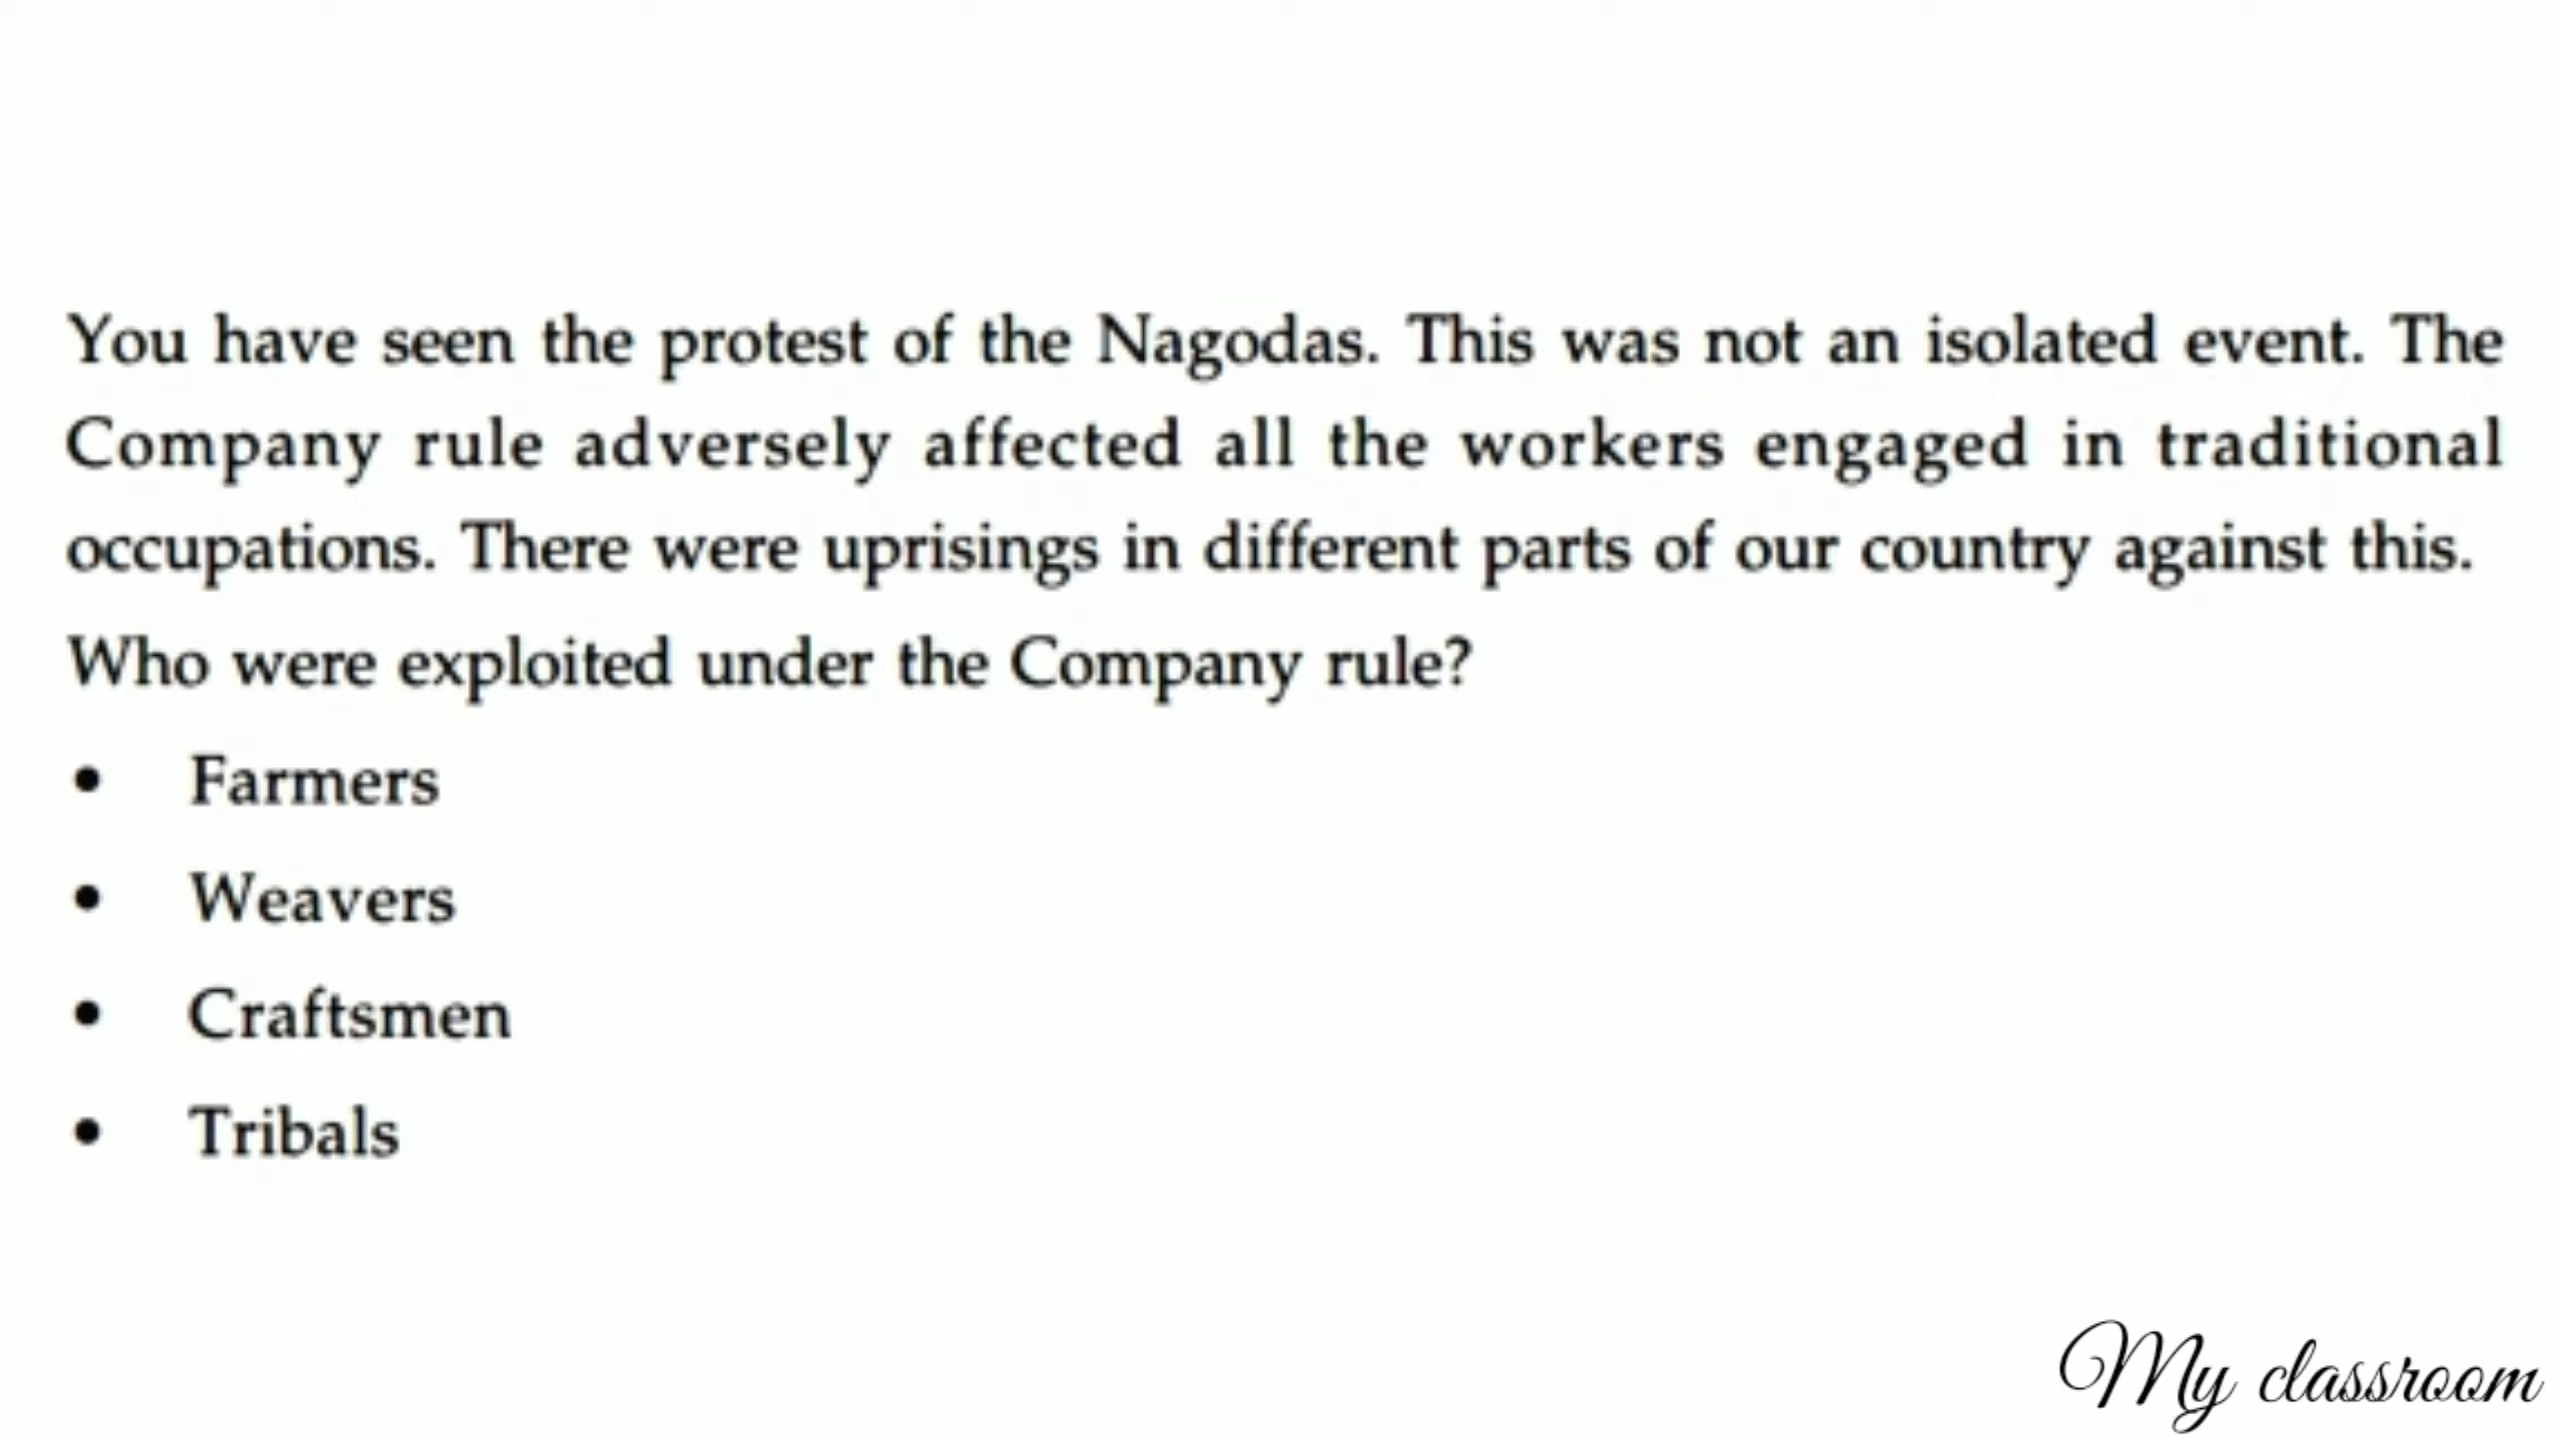 You have seen the protest of the Nagodas. This was not an isolated event. The
Company rule adversely affected all the workers engaged in traditional
occupations. There were uprisings in different parts of our country against this.
Who were exploited under the Company rule?
• Farmers
• Weavers
• Craftsmen
• Tribals
My classroom